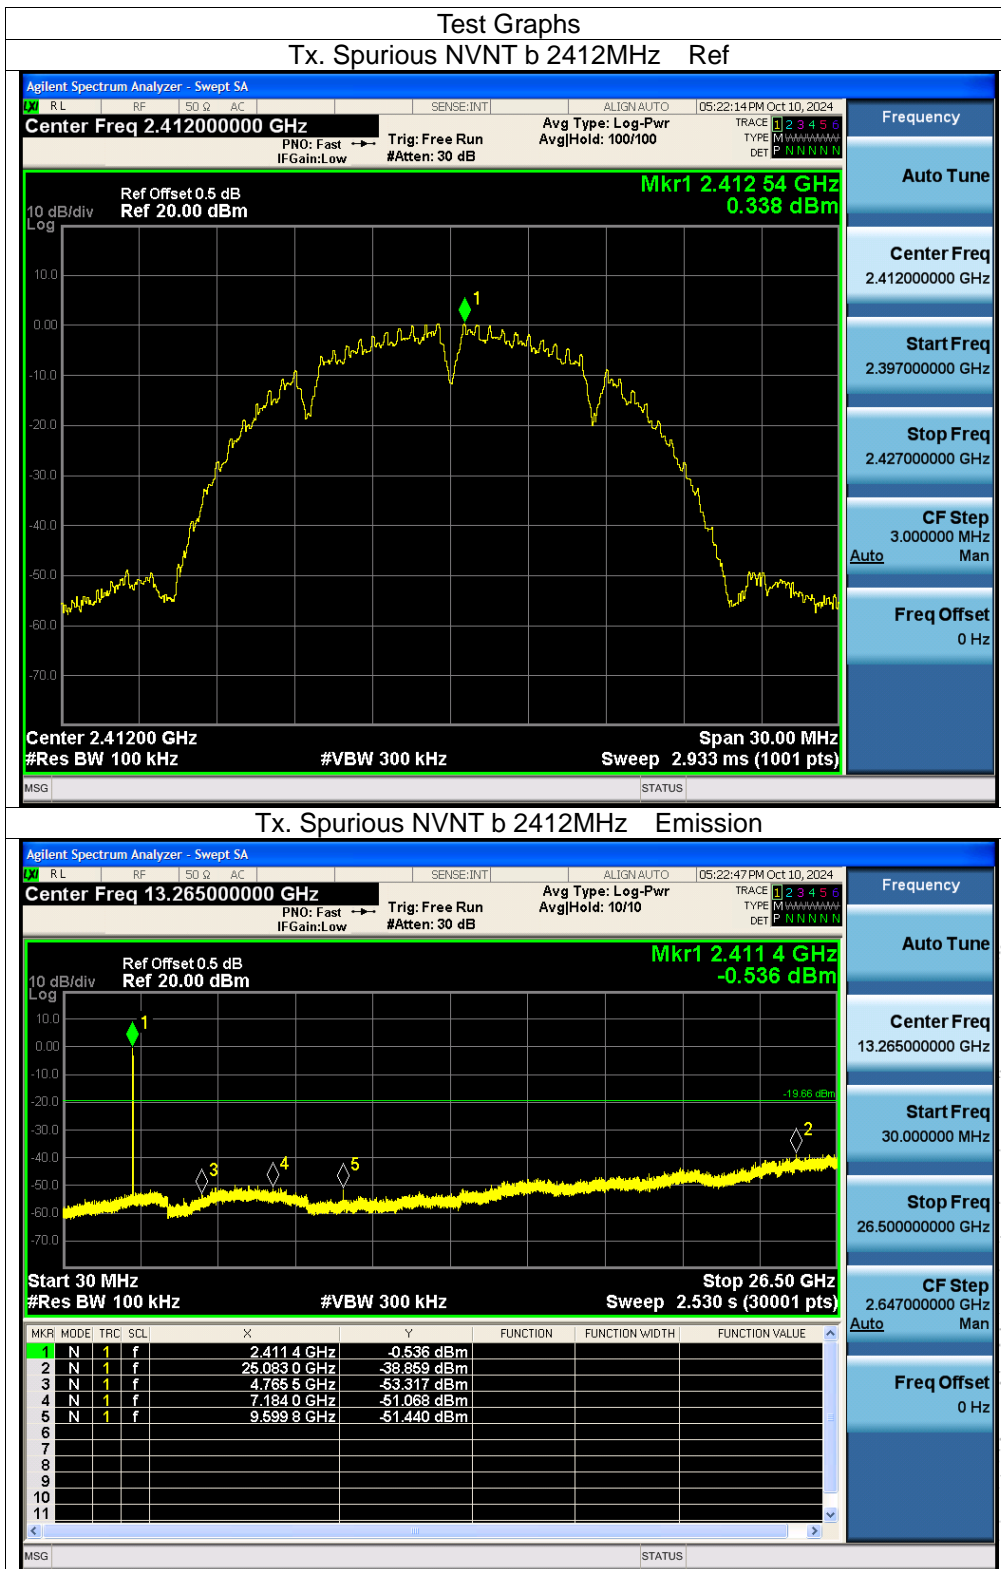 Test Graphs
Tx. Spurious NVNT b 2412MHz Ref
Agilent Spectrum Analyzer - Swept SA
LXI RL RF 50 Ω AC SENSE:INT ALIGN AUTO 05:22:14 PM Oct 10, 2024
Center Freq 2.412000000 GHz
PNO: Fast
IFGain:Low
Trig: Free Run
#Atten: 30 dB
Avg Type: Log-Pwr
Avg|Hold: 100/100
TRACE 1 2 3 4 5 6
TYPE M
DET P N N N N N
Frequency
Auto Tune
Center Freq
2.412000000 GHz
Start Freq
2.397000000 GHz
Stop Freq
2.427000000 GHz
CF Step
3.000000 MHz
Auto Man
Freq Offset
0 Hz
Mkr1 2.412 54 GHz
0.338 dBm
Ref Offset 0.5 dB
10 dB/div Ref 20.00 dBm
Log
10.0
0.00
-10.0
-20.0
-30.0
-40.0
-50.0
-60.0
-70.0
1
Center 2.41200 GHz Span 30.00 MHz
#Res BW 100 kHz #VBW 300 kHz Sweep 2.933 ms (1001 pts)
MSG STATUS
Tx. Spurious NVNT b 2412MHz Emission
Agilent Spectrum Analyzer - Swept SA
LXI RL RF 50 Ω AC SENSE:INT ALIGN AUTO 05:22:47 PM Oct 10, 2024
Center Freq 13.265000000 GHz
PNO: Fast
IFGain:Low
Trig: Free Run
#Atten: 30 dB
Avg Type: Log-Pwr
Avg|Hold: 10/10
TRACE 1 2 3 4 5 6
TYPE M
DET P N N N N N
Frequency
Auto Tune
Center Freq
13.265000000 GHz
Start Freq
30.000000 MHz
Stop Freq
26.500000000 GHz
CF Step
2.647000000 GHz
Auto Man
Freq Offset
0 Hz
Mkr1 2.411 4 GHz
-0.536 dBm
Ref Offset 0.5 dB
10 dB/div Ref 20.00 dBm
Log
10.0
0.00
-10.0
-20.0
-30.0
-40.0
-50.0
-60.0
-70.0
-19.66 dBm
1
2
3
4
5
Start 30 MHz Stop 26.50 GHz
#Res BW 100 kHz #VBW 300 kHz Sweep 2.530 s (30001 pts)
MKR MODE TRC SCL X Y FUNCTION FUNCTION WIDTH FUNCTION VALUE
1 N 1 f 2.411 4 GHz -0.536 dBm
2 N 1 f 25.083 0 GHz -38.859 dBm
3 N 1 f 4.765 5 GHz -53.317 dBm
4 N 1 f 7.184 0 GHz -51.068 dBm
5 N 1 f 9.599 8 GHz -51.440 dBm
6
7
8
9
10
11
MSG STATUS